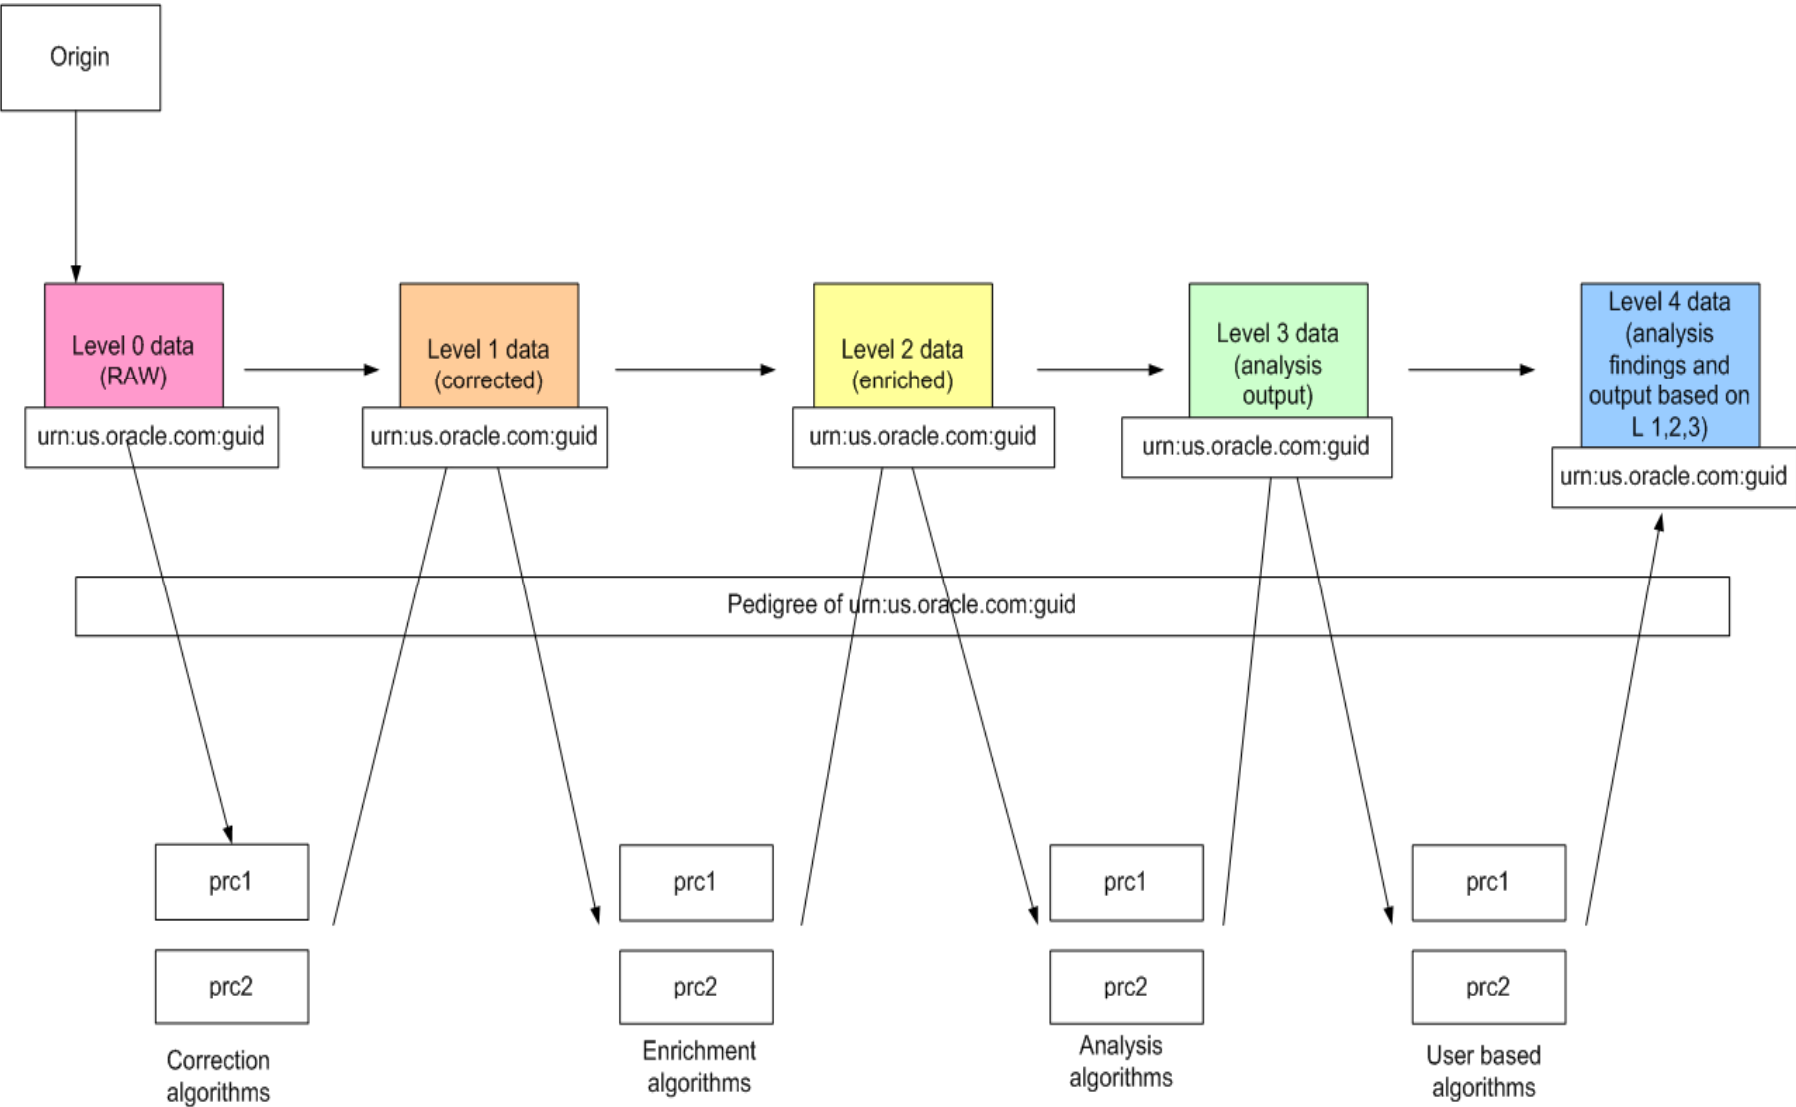 Origin
Level 0 data
(RAW)
urn:us.oracle.com:guid
Level 1 data
(corrected)
urn:us.oracle.com:guid
Level 2 data
(enriched)
urn:us.oracle.com:guid
Level 3 data
(analysis
output)
urn:us.oracle.com:guid
Level 4 data
(analysis
findings and
output based on
L 1,2,3)
urn:us.oracle.com:guid
Pedigree of urn:us.oracle.com:guid
prc1
prc2
Correction
algorithms
prc1
prc2
Enrichment
algorithms
prc1
prc2
Analysis
algorithms
prc1
prc2
User based
algorithms